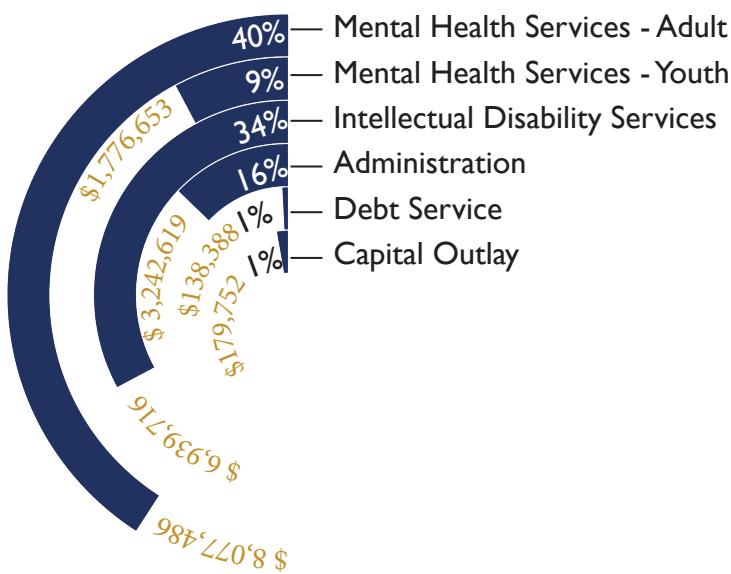 40% Mental Health Services - Adult
9% Mental Health Services - Youth
34% Intellectual Disability Services
16% Administration
1% Debt Service
1% Capital Outlay
$1,776,653
$ 3,242,619
$138,388
$179,752
$ 6,939,716
$ 8,077,486